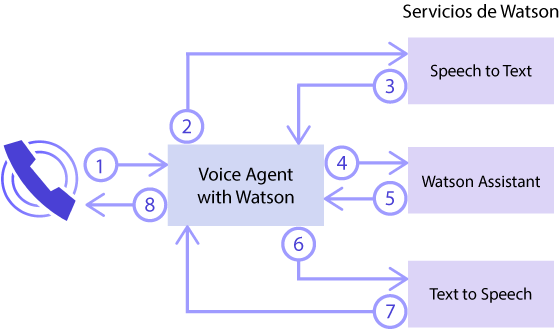 Servicios de Watson
2
Speech to Text
3
1
Voice Agent
with Watson
4
Watson Assistant
5
8
6
Text to Speech
7